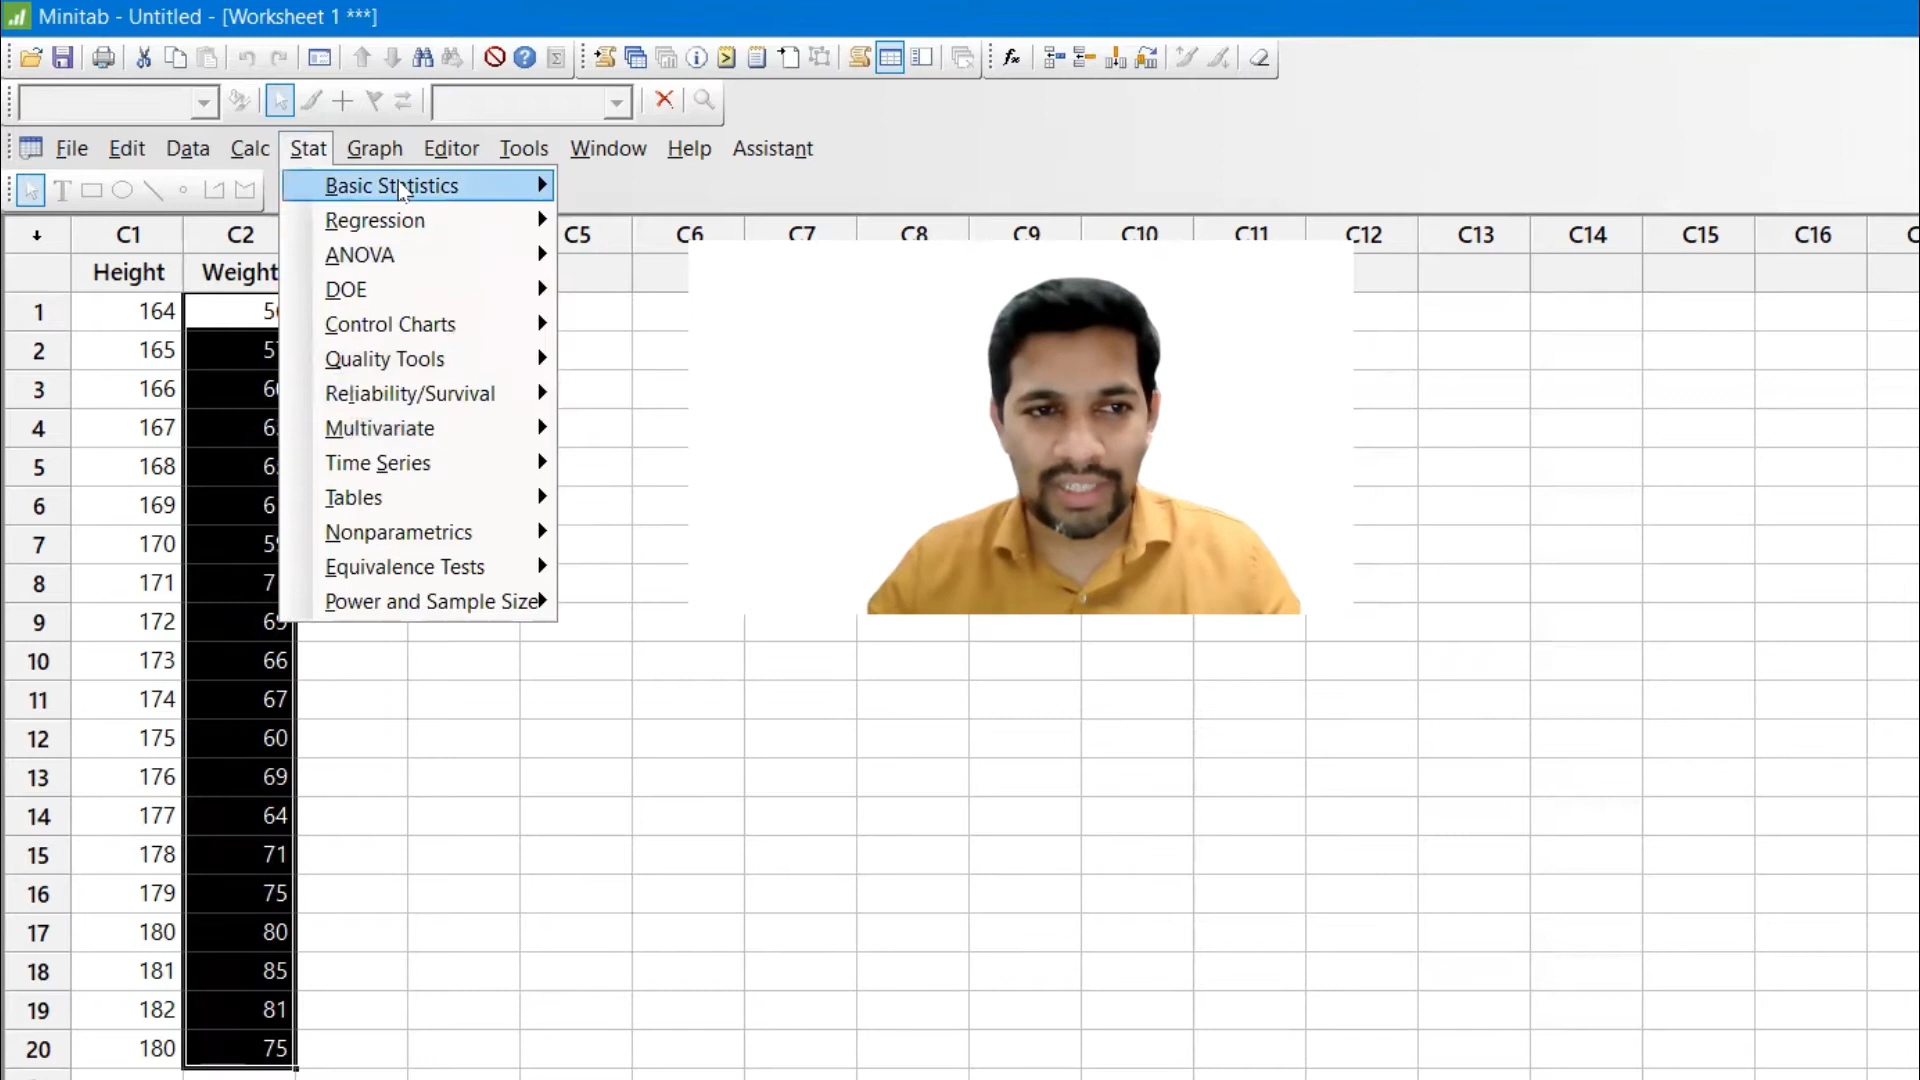 Minitab - Untitled - [Worksheet 1 ***]
File Edit Data Calc Stat Graph Editor Tools Window Help Assistant
Basic Statistics
Regression
ANOVA
DOE
Control Charts
Quality Tools
Reliability/Survival
Multivariate
Time Series
Tables
Nonparametrics
Equivalence Tests
Power and Sample Size
C1 C2 C5 C6 C7 C8 C9 C10 C11 C12 C13 C14 C15 C16
Height Weight
1 164
2 165
3 166
4 167
5 168
6 169
7 170
8 171
9 172 69
10 173 66
11 174 67
12 175 60
13 176 69
14 177 64
15 178 71
16 179 75
17 180 80
18 181 85
19 182 81
20 180 75